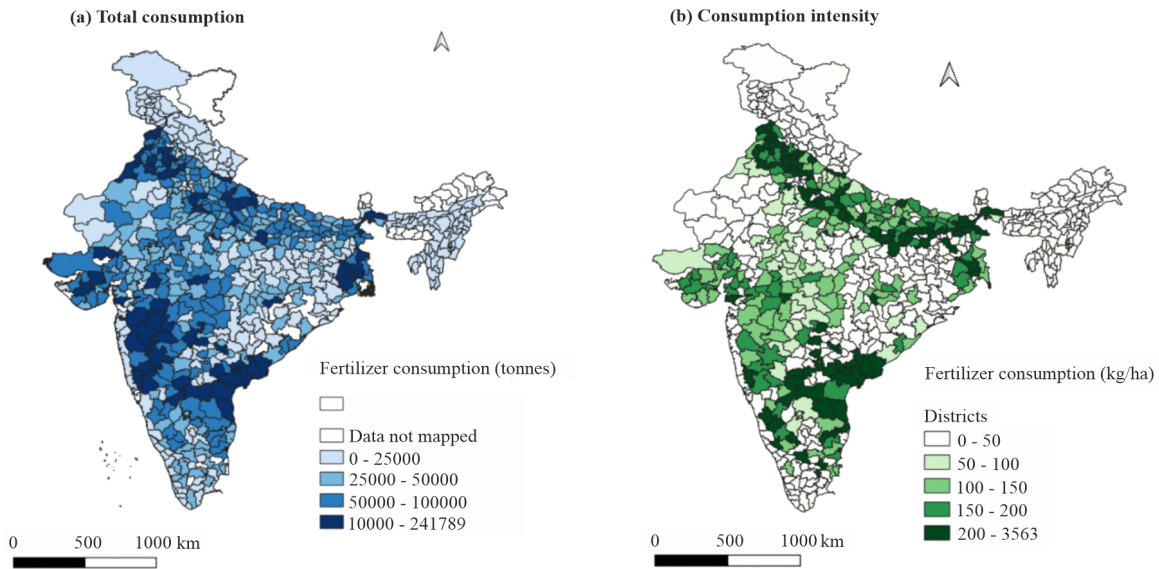 (a) Total consumption
Fertilizer consumption (tonnes)
Data not mapped
0 - 25000
25000 - 50000
50000 - 100000
10000 - 241789
0 500 1000 km
(b) Consumption intensity
Fertilizer consumption (kg/ha)
Districts
0 - 50
50 - 100
100 - 150
150 - 200
200 - 3563
0 500 1000 km